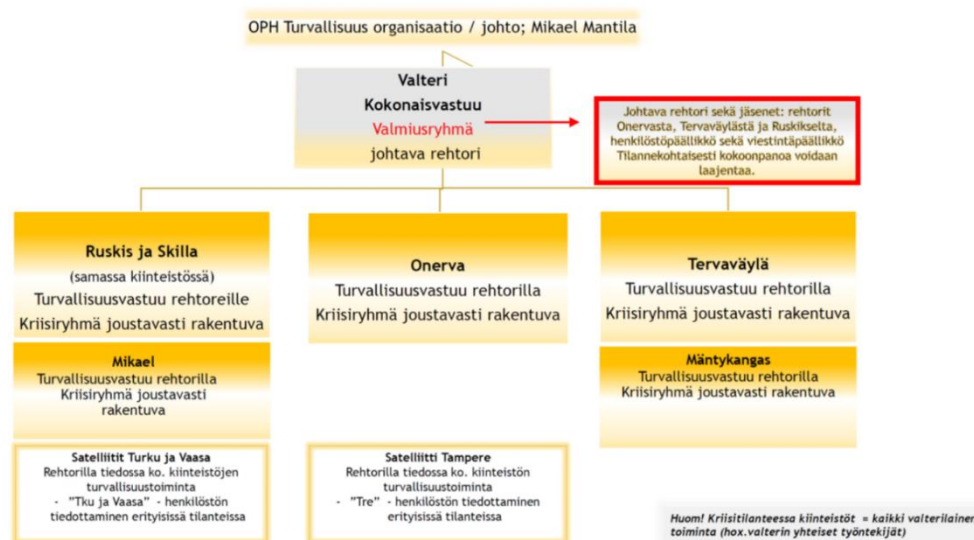 OPH Turvallisuus organisaatio / johto; Mikael Mantila
Valteri
Kokonaisvastuu
Valmiusryhmä
johtava rehtori
Johtava rehtori sekä jäsenet: rehtorit
Onervasta, Tervaväylästä ja Ruskikselta,
henkilöstöpäällikkö sekä viestintäpäällikkö
Tilannekohtaisesti kokoonpanoa voidaan
laajentaa.
Ruskis ja Skilla
(samassa kiinteistössä)
Turvallisuusvastuu rehtoreille
Kriisiryhmä joustavasti rakentuva
Onerva
Turvallisuusvastuu rehtorilla
Kriisiryhmä joustavasti rakentuva
Tervaväylä
Turvallisuusvastuu rehtorilla
Kriisiryhmä joustavasti rakentuva
Mikael
Turvallisuusvastuu rehtorilla
Kriisiryhmä joustavasti
rakentuva
Mäntykangas
Turvallisuusvastuu rehtorilla
Kriisiryhmä joustavasti rakentuva
Satelliitit Turku ja Vaasa
Rehtorilla tiedossa ko. kiinteistöjen
turvallisuustoiminta
- "Tku ja Vaasa" - henkilöstön
tiedottaminen erityisissä tilanteissa
Satelliitti Tampere
Rehtorilla tiedossa ko. kiinteistön
turvallisuustoiminta
- "Tre" - henkilöstön tiedottaminen
erityisissä tilanteissa
Huom! Kriisitilanteessa kiinteistöt = kaikki valterilainen
toiminta (hox.valterin yhteiset työntekijät)